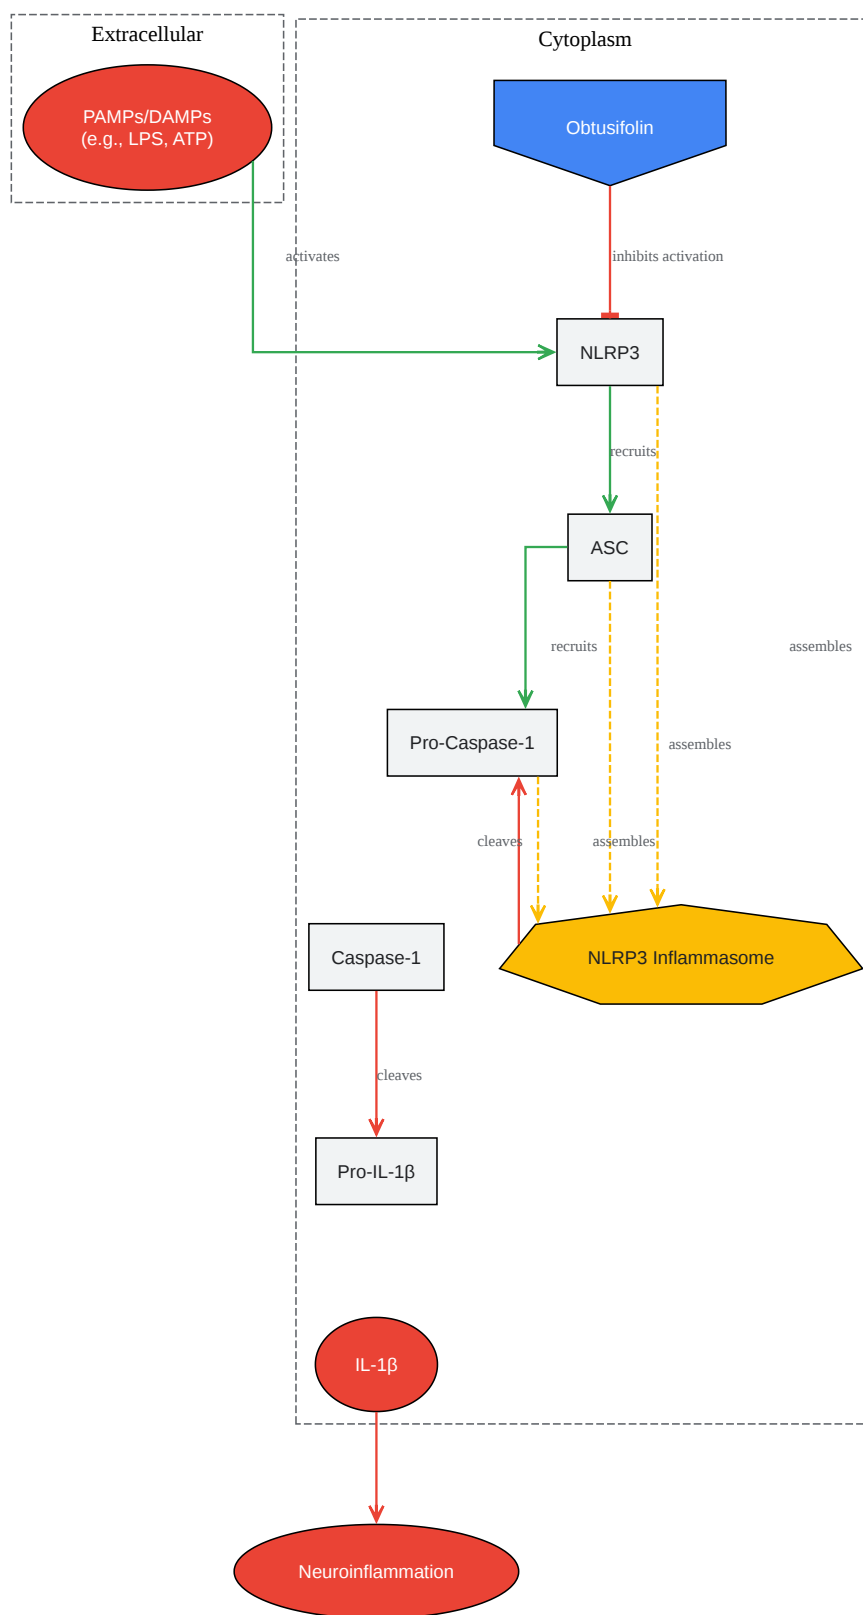 Extracellular
Cytoplasm
PAMPs/DAMPs
(e.g., LPS, ATP)
Obtusifolin
activates
inhibits activation
NLRP3
recruits
ASC
recruits
assembles
Pro-Caspase-1
assembles
cleaves
assembles
Caspase-1
NLRP3 Inflammasome
cleaves
Pro-IL-1β
IL-1β
Neuroinflammation